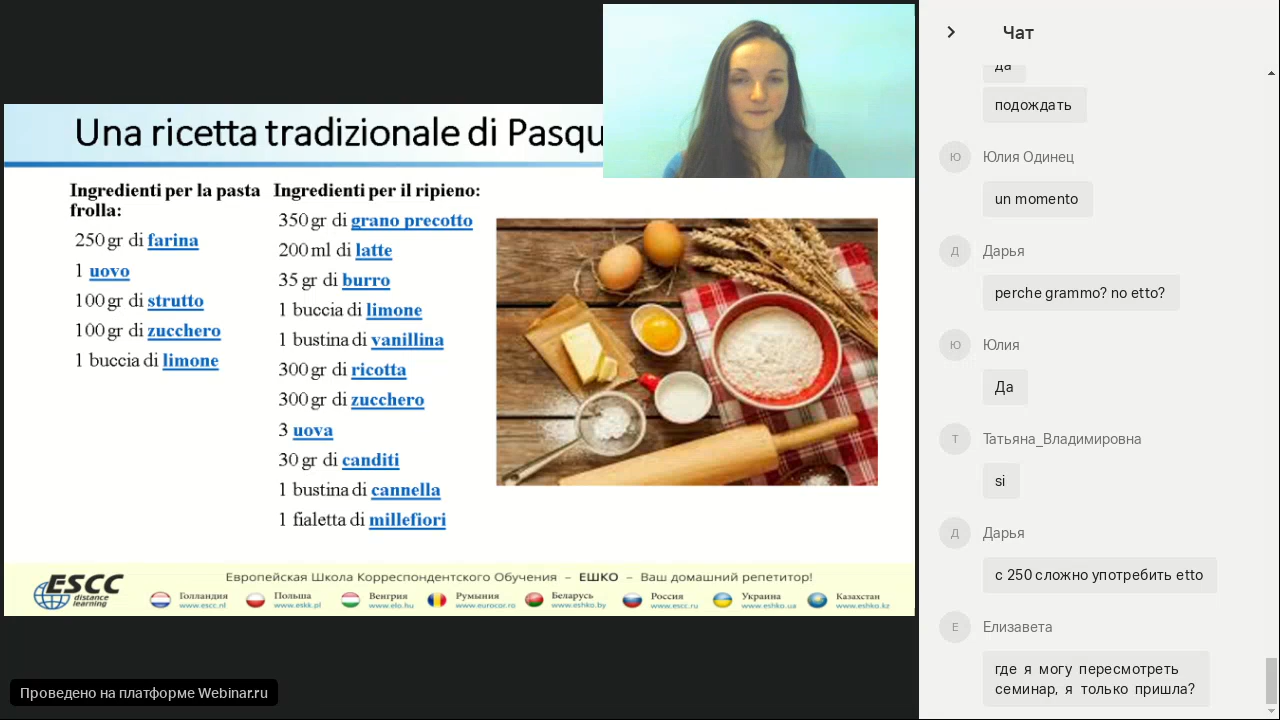 Una ricetta tradizionale di Pasqu
Ingredienti per la pasta
frolla:
250 gr di farina
1 uovo
100 gr di strutto
100 gr di zucchero
1 buccia di limone
Ingredienti per il ripieno:
350 gr di grano precotto
200 ml di latte
35 gr di burro
1 buccia di limone
1 bustina di vanillina
300 gr di ricotta
300 gr di zucchero
3 uova
30 gr di canditi
1 bustina di cannella
1 fialetta di millefiori
ESCC
distance
learning
Европейская Школа Корреспондентского Обучения – ЕШКО – Ваш домашний репетитор!
Голландия
www.escc.nl
Польша
www.eskk.pl
Венгрия
www.elo.hu
Румыния
www.eurocor.ro
Беларусь
www.eshko.by
Россия
www.escc.ru
Украина
www.eshko.ua
Казахстан
www.eshko.kz
Проведено на платформе Webinar.ru
Чат
да
подождать
Ю
Юлия Одинец
un momento
Д
Дарья
perche grammo? no etto?
Ю
Юлия
Да
Т
Татьяна_Владимировна
si
Д
Дарья
с 250 сложно употребить etto
Е
Елизавета
где я могу пересмотреть
семинар, я только пришла?